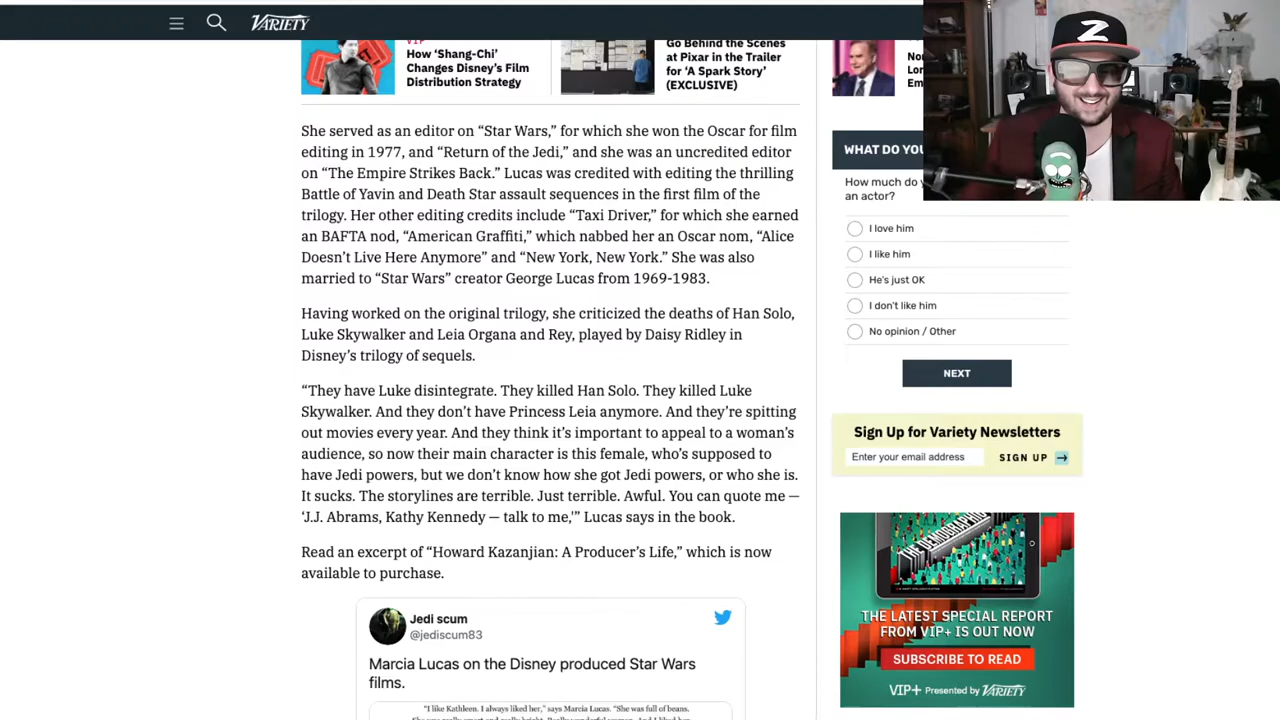 VARIETY
VIP
How ‘Shang-Chi’
Changes Disney’s Film
Distribution Strategy
Go Behind the Scenes
at Pixar in the Trailer
for ‘A Spark Story’
(EXCLUSIVE)
She served as an editor on “Star Wars,” for which she won the Oscar for film
editing in 1977, and “Return of the Jedi,” and she was an uncredited editor
on “The Empire Strikes Back.” Lucas was credited with editing the thrilling
Battle of Yavin and Death Star assault sequences in the first film of the
trilogy. Her other editing credits include “Taxi Driver,” for which she earned
an BAFTA nod, “American Graffiti,” which nabbed her an Oscar nom, “Alice
Doesn’t Live Here Anymore” and “New York, New York.” She was also
married to “Star Wars” creator George Lucas from 1969-1983.
Having worked on the original trilogy, she criticized the deaths of Han Solo,
Luke Skywalker and Leia Organa and Rey, played by Daisy Ridley in
Disney’s trilogy of sequels.
“They have Luke disintegrate. They killed Han Solo. They killed Luke
Skywalker. And they don’t have Princess Leia anymore. And they’re spitting
out movies every year. And they think it’s important to appeal to a woman’s
audience, so now their main character is this female, who’s supposed to
have Jedi powers, but we don’t know how she got Jedi powers, or who she is.
It sucks. The storylines are terrible. Just terrible. Awful. You can quote me —
‘J.J. Abrams, Kathy Kennedy — talk to me,'” Lucas says in the book.
Read an excerpt of “Howard Kazanjian: A Producer’s Life,” which is now
available to purchase.
Jedi scum
@jediscum83
Marcia Lucas on the Disney produced Star Wars
films.
"I like Kathleen. I always liked her," says Marcia Lucas. "She was full of beans.
Z
WHAT DO YOU
How much do
an actor?
I love him
I like him
He's just OK
I don't like him
No opinion / Other
NEXT
Sign Up for Variety Newsletters
Enter your email address
SIGN UP
THE DEMOGRAPHIC
THE LATEST SPECIAL REPORT
FROM VIP+ IS OUT NOW
SUBSCRIBE TO READ
VIP+ Presented by VARIETY